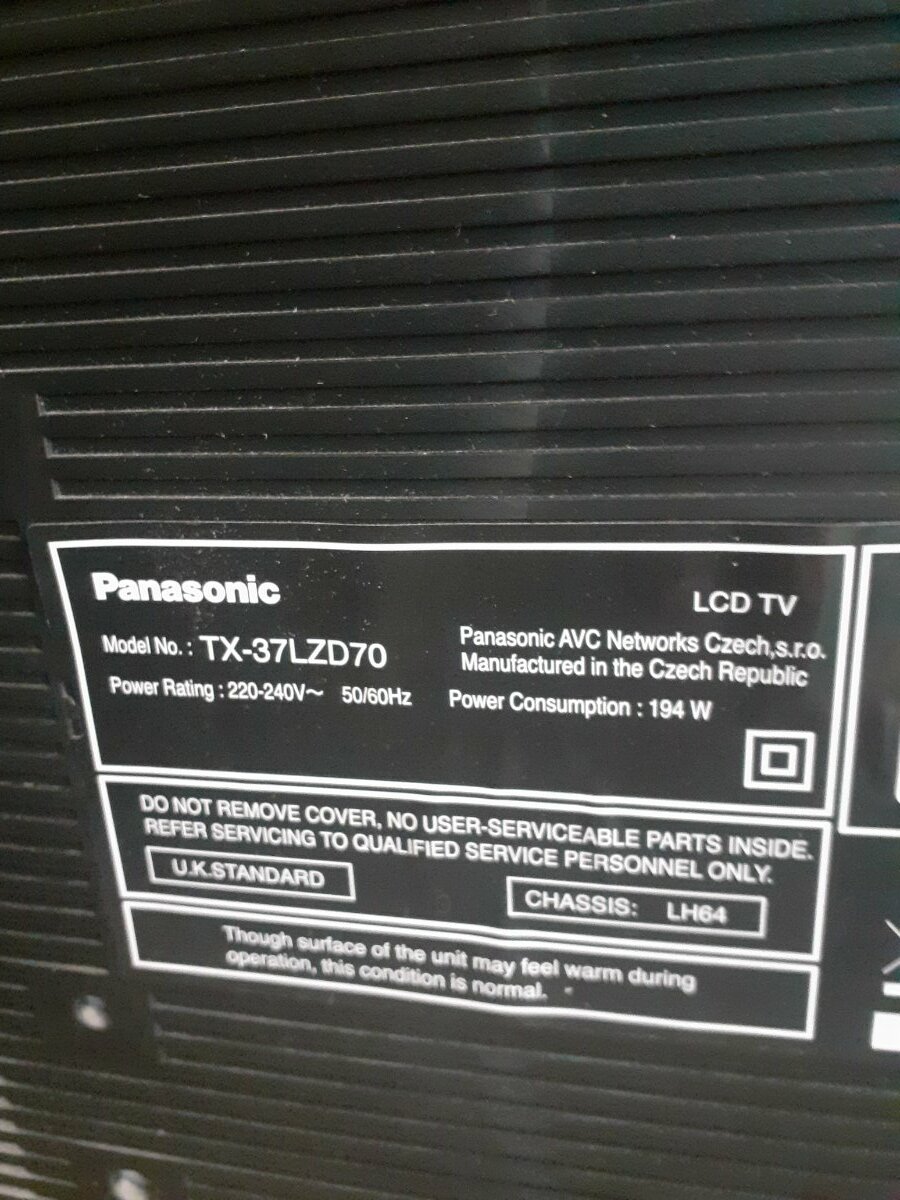 Panasonic
LCD TV
Model No. : TX-37LZD70
Panasonic AVC Networks Czech,s.r.o.
Manufactured in the Czech Republic
Power Rating : 220-240V~ 50/60Hz
Power Consumption : 194 W
DO NOT REMOVE COVER, NO USER-SERVICEABLE PARTS INSIDE.
REFER SERVICING TO QUALIFIED SERVICE PERSONNEL ONLY.
U.K.STANDARD
CHASSIS: LH64
Though surface of the unit may feel warm during
operation, this condition is normal.